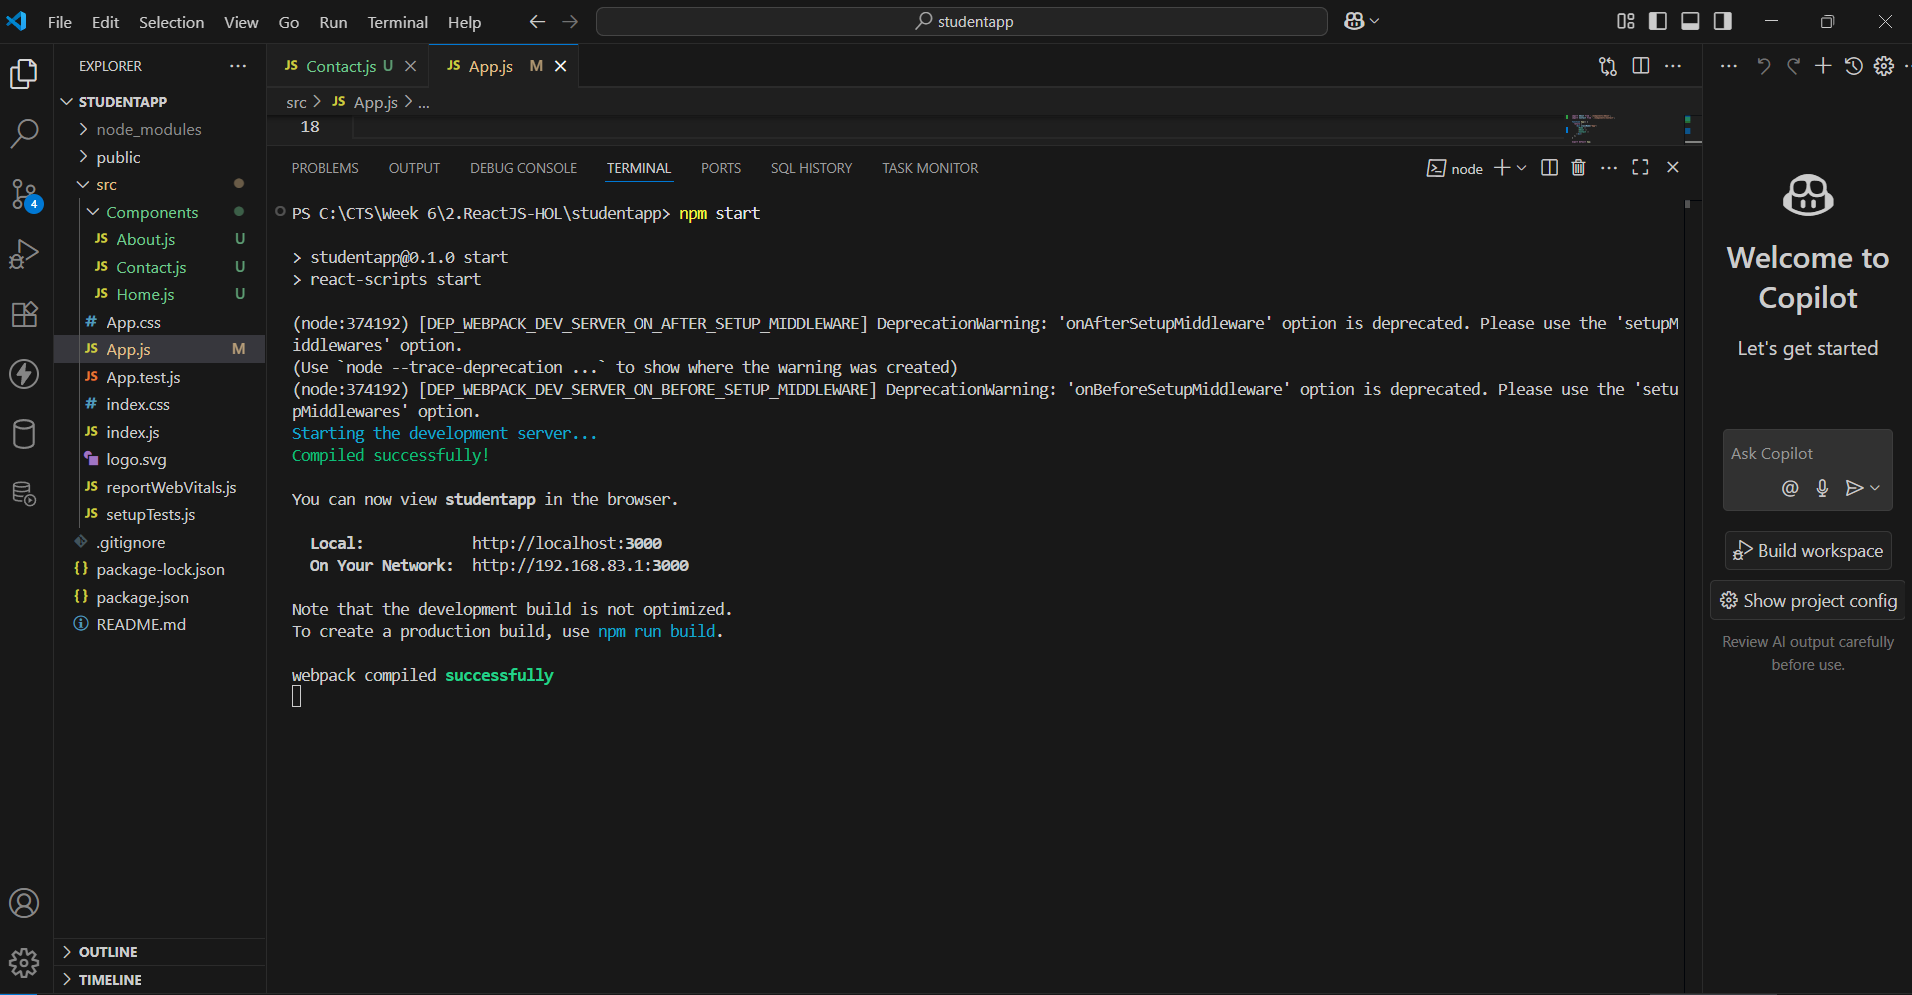 File Edit Selection View Go Run Terminal Help
studentapp
EXPLORER
STUDENTAPP
node_modules
public
src
Components
JS About.js U
JS Contact.js U
JS Home.js U
# App.css
JS App.js M
JS App.test.js
# index.css
JS index.js
logo.svg
JS reportWebVitals.js
JS setupTests.js
.gitignore
{} package-lock.json
{} package.json
README.md
OUTLINE
TIMELINE
4
JS Contact.js U
JS App.js M
src > JS App.js > ...
18
PROBLEMS OUTPUT DEBUG CONSOLE TERMINAL PORTS SQL HISTORY TASK MONITOR
node
PS C:\CTS\Week 6\2.ReactJS-HOL\studentapp> npm start
> studentapp@0.1.0 start
> react-scripts start
(node:374192) [DEP_WEBPACK_DEV_SERVER_ON_AFTER_SETUP_MIDDLEWARE] DeprecationWarning: 'onAfterSetupMiddleware' option is deprecated. Please use the 'setupM
iddlewares' option.
(Use `node --trace-deprecation ...` to show where the warning was created)
(node:374192) [DEP_WEBPACK_DEV_SERVER_ON_BEFORE_SETUP_MIDDLEWARE] DeprecationWarning: 'onBeforeSetupMiddleware' option is deprecated. Please use the 'setu
pMiddlewares' option.
Starting the development server...
Compiled successfully!
You can now view studentapp in the browser.
Local: http://localhost:3000
On Your Network: http://192.168.83.1:3000
Note that the development build is not optimized.
To create a production build, use npm run build.
webpack compiled successfully
Welcome to
Copilot
Let's get started
Ask Copilot
@
Build workspace
Show project config
Review AI output carefully
before use.